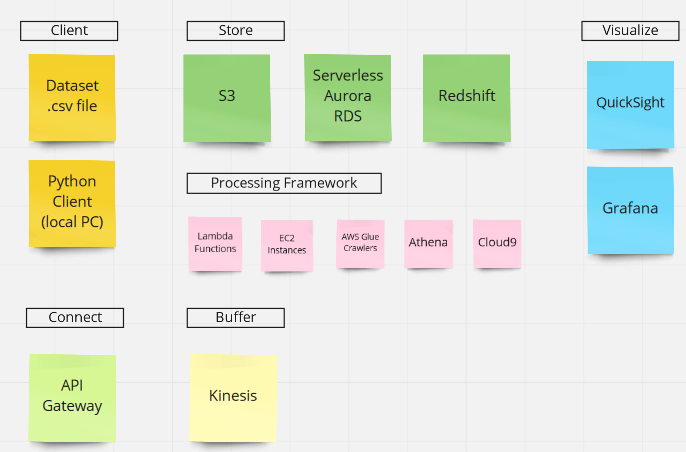 Client
Store
Visualize
Dataset
.csv file
S3
Serverless
Aurora
RDS
Redshift
QuickSight
Python
Client
(local PC)
Processing Framework
Grafana
Lambda
Functions
EC2
Instances
AWS Glue
Crawlers
Athena
Cloud9
Connect
Buffer
API
Gateway
Kinesis